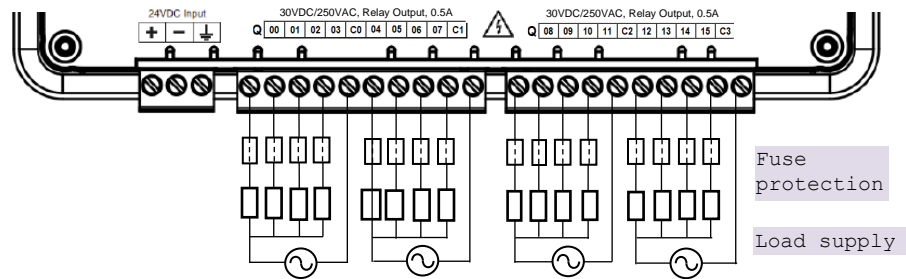 24VDC Input
30VDC/250VAC, Relay Output, 0.5A
30VDC/250VAC, Relay Output, 0.5A
+ −
Q 00 01 02 03 C0 04 05 06 07 C1
Q 08 09 10 11 C2 12 13 14 15 C3
Fuse
protection
Load supply